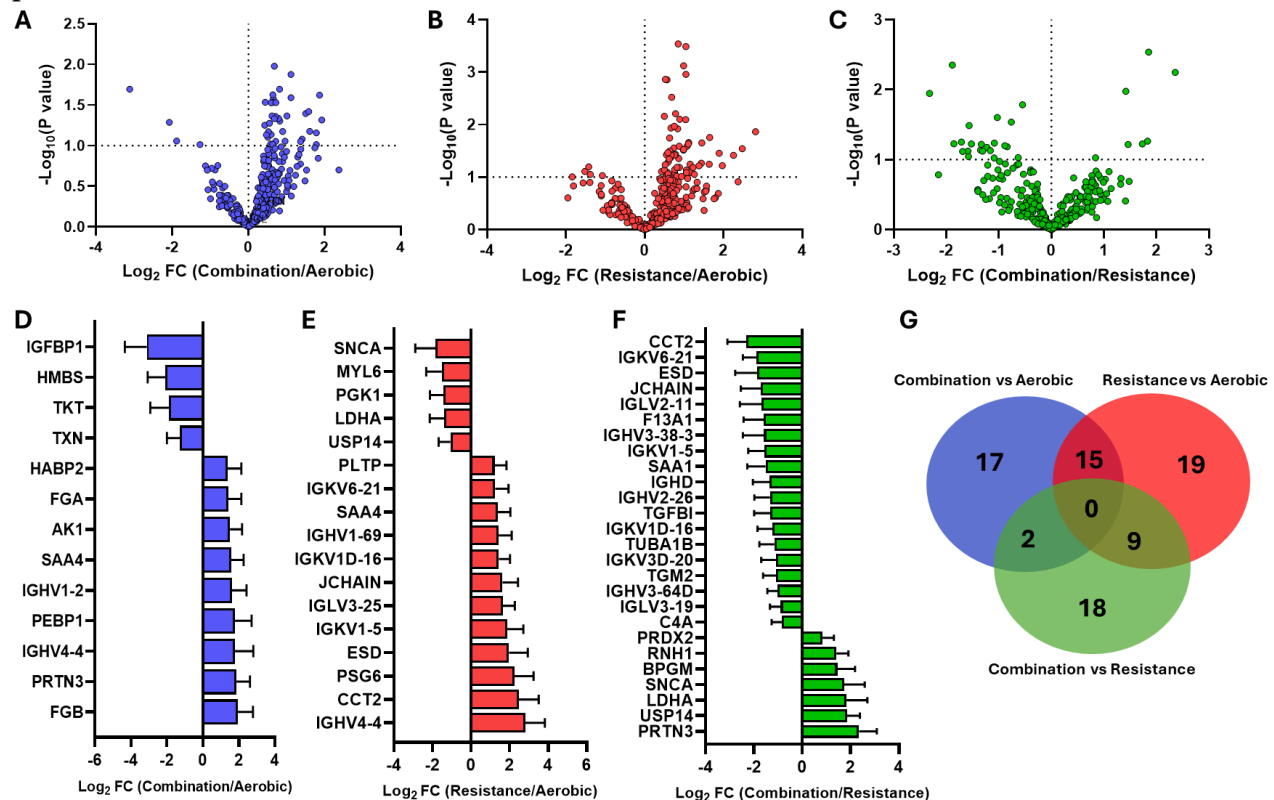 A
2.5
2.0
1.5
1.0
0.5
0.0
-4
-2
0
2
4
-Log10(P value)
Log2 FC (Combination/Aerobic)
B
4
3
2
1
0
-4
-2
0
2
4
-Log10(P value)
Log2 FC (Resistance/Aerobic)
C
3
2
1
0
-3
-2
-1
0
1
2
3
-Log10(P value)
Log2 FC (Combination/Resistance)
D
IGFBP1
HMBS
TKT
TXN
HABP2
FGA
AK1
SAA4
IGHV1-2
PEBP1
IGHV4-4
PRTN3
FGB
-6
-4
-2
0
2
4
Log2 FC (Combination/Aerobic)
E
SNCA
MYL6
PGK1
LDHA
USP14
PLTP
IGKV6-21
SAA4
IGHV1-69
IGKV1D-16
JCHAIN
IGLV3-25
IGKV1-5
ESD
PSG6
CCT2
IGHV4-4
-4
-2
0
2
4
6
Log2 FC (Resistance/Aerobic)
F
CCT2
IGKV6-21
ESD
JCHAIN
IGLV2-11
F13A1
IGHV3-38-3
IGKV1-5
SAA1
IGHD
IGHV2-26
TGFBI
IGKV1D-16
TUBA1B
IGKV3D-20
TGM2
IGHV3-64D
IGLV3-19
C4A
PRDX2
RNH1
BPGM
SNCA
LDHA
USP14
PRTN3
-4
-2
0
2
4
Log2 FC (Combination/Resistance)
G
Combination vs Aerobic
Resistance vs Aerobic
17
15
19
0
2
9
18
Combination vs Resistance